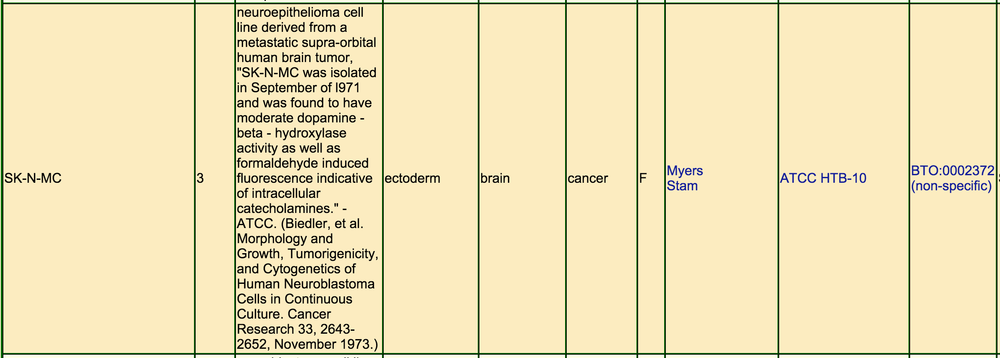 neuroepithelioma cell
line derived from a
metastatic supra-orbital
human brain tumor,
"SK-N-MC was isolated
in September of l971
and was found to have
moderate dopamine -
beta - hydroxylase
activity as well as
formaldehyde induced
fluorescence indicative
of intracellular
catecholamines." -
ATCC. (Biedler, et al.
Morphology and
Growth, Tumorigenicity,
and Cytogenetics of
Human Neuroblastoma
Cells in Continuous
Culture. Cancer
Research 33, 2643-
2652, November 1973.)
SK-N-MC
3
ectoderm
brain
cancer
F
Myers
Stam
ATCC HTB-10
BTO:0002372
(non-specific)